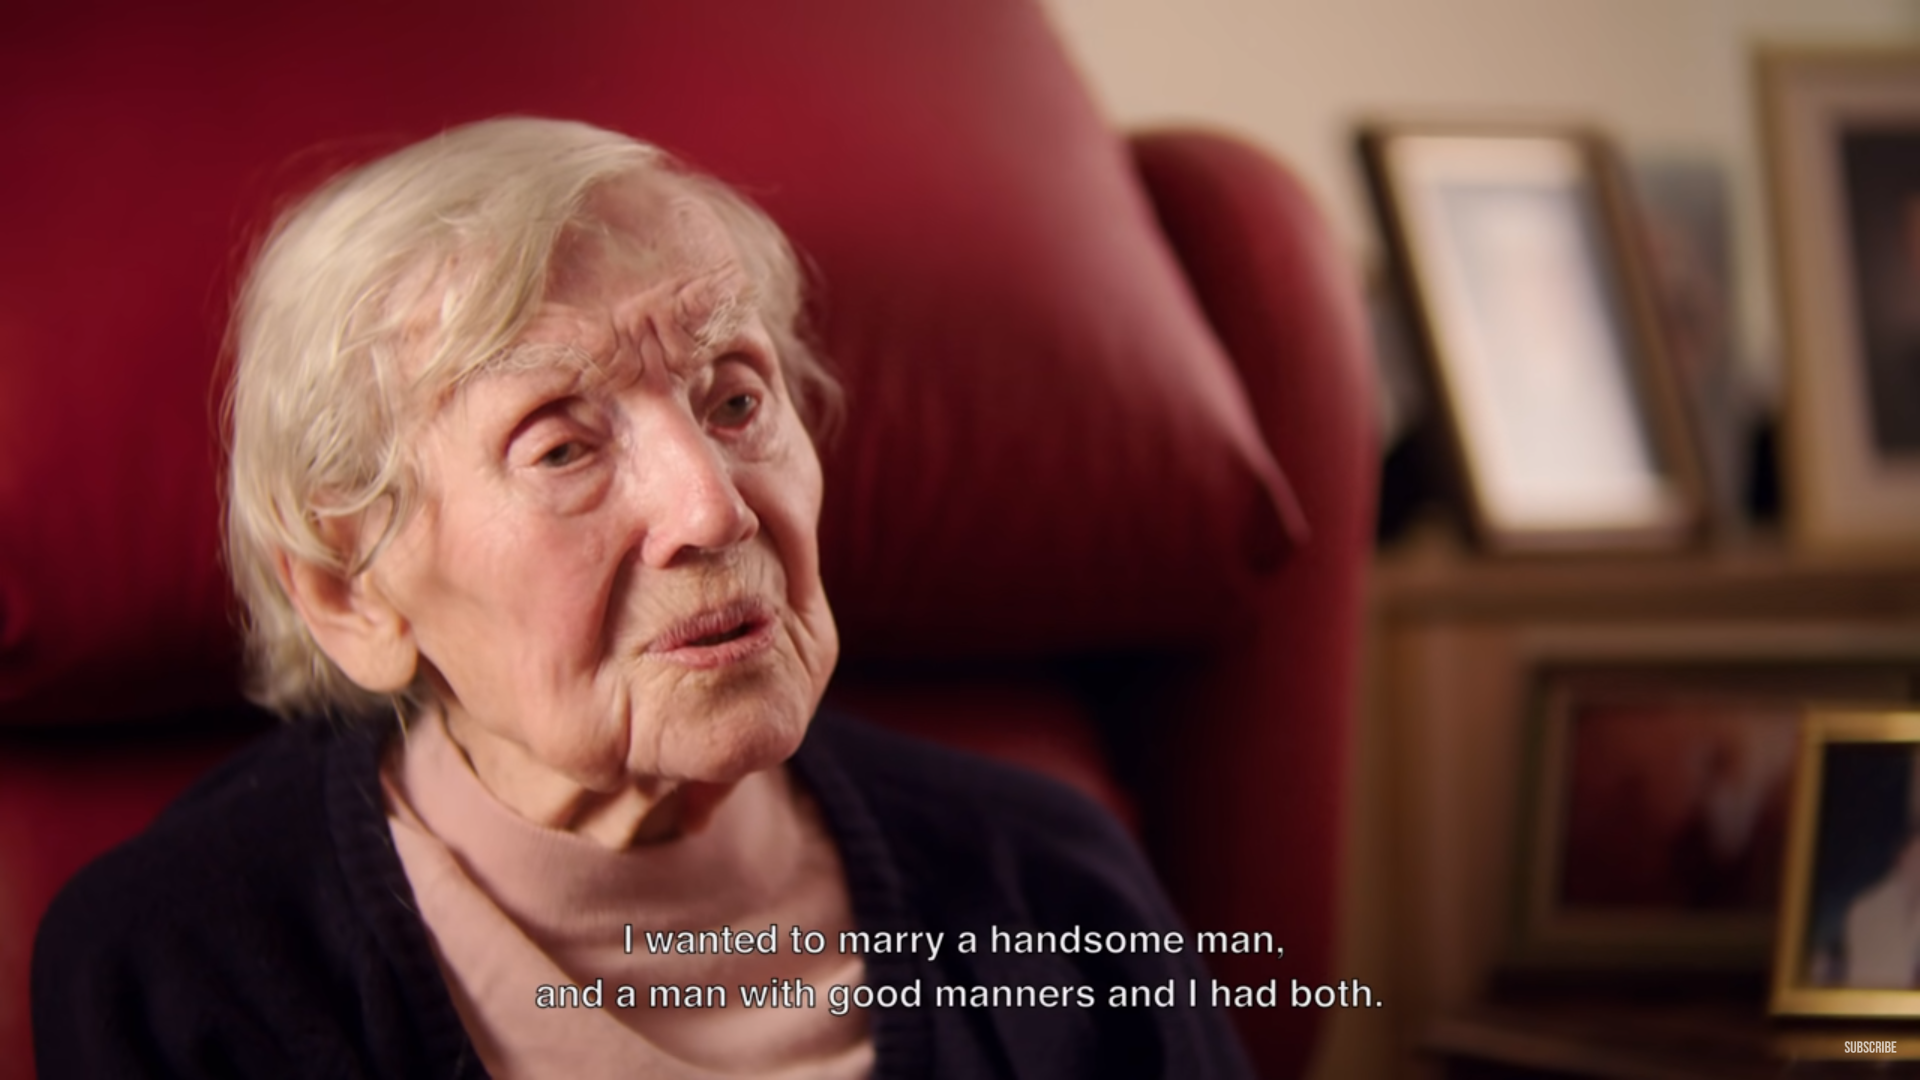 I wanted to marry a handsome man,
and a man with good manners and I had both.
SUBSCRIBE